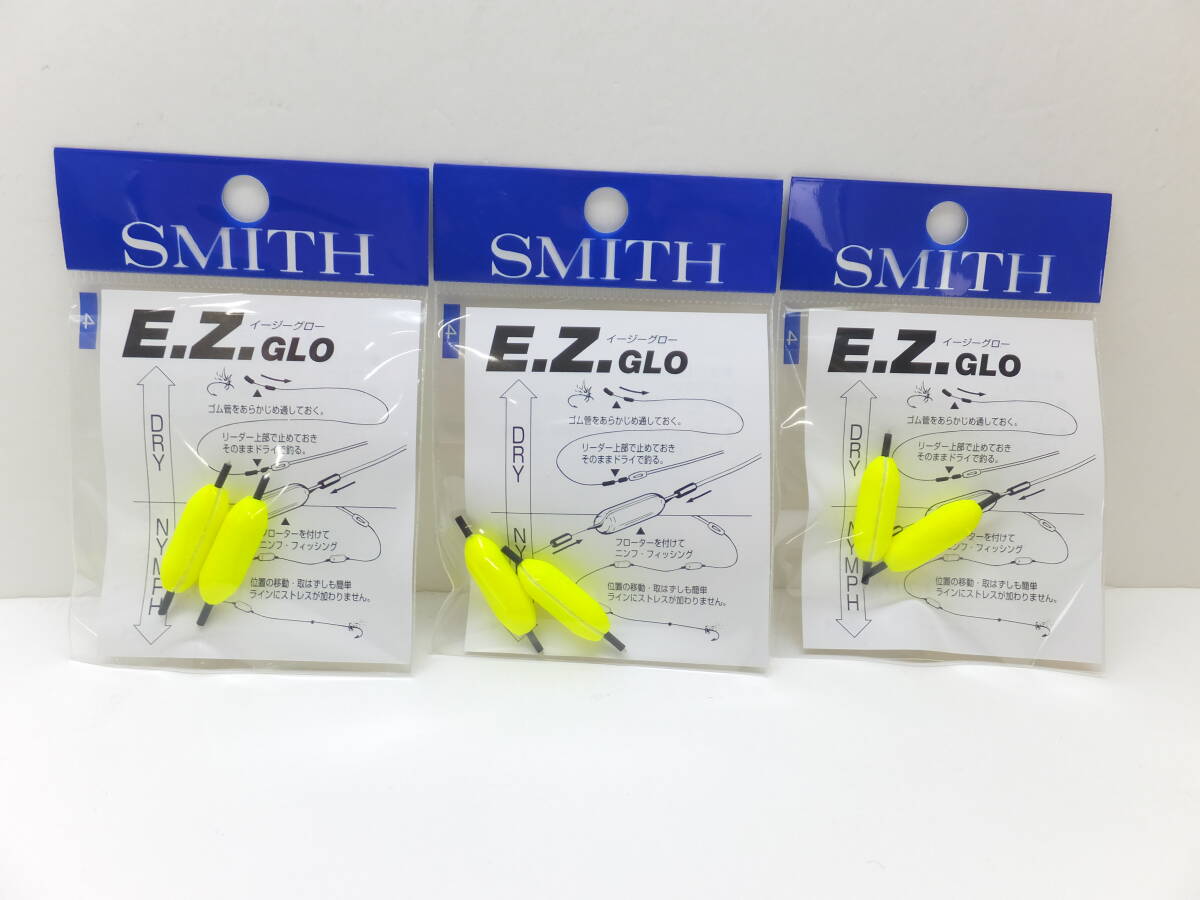 SMITH
4
E.Z.GLO
イージーグロー
ゴム管をあらかじめ通しておく。
リーダー上部で止めておき
そのままドライで釣る。
DRY
NYMPH
フローターを付けて
ニンフ・フィッシング
位置の移動・取はずしも簡単
ラインにストレスが加わりません。
SMITH
4
E.Z.GLO
イージーグロー
ゴム管をあらかじめ通しておく。
リーダー上部で止めておき
そのままドライで釣る。
DRY
フローターを付けて
ニンフ・フィッシング
位置の移動・取はずしも簡単
ラインにストレスが加わりません。
SMITH
4
E.Z.GLO
イージーグロー
ゴム管をあらかじめ通しておく。
リーダー上部で止めておき
そのままドライで釣る。
DRY
NYMPH
ニンフ・フィッシング
位置の移動・取はずしも簡単
ラインにストレスが加わりません。